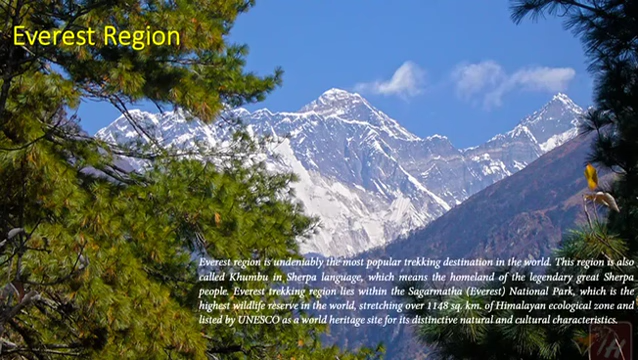 Everest Region
Everest region is undeniably the most popular trekking destination in the world. This region is also
called Khumbu in Sherpa language, which means the homeland of the legendary great Sherpa
people. Everest trekking region lies within the Sagarmatha (Everest) National Park, which is the
highest wildlife reserve in the world, stretching over 1148 sq. km. of Himalayan ecological zone and
listed by UNESCO as a world heritage site for its distinctive natural and cultural characteristics.